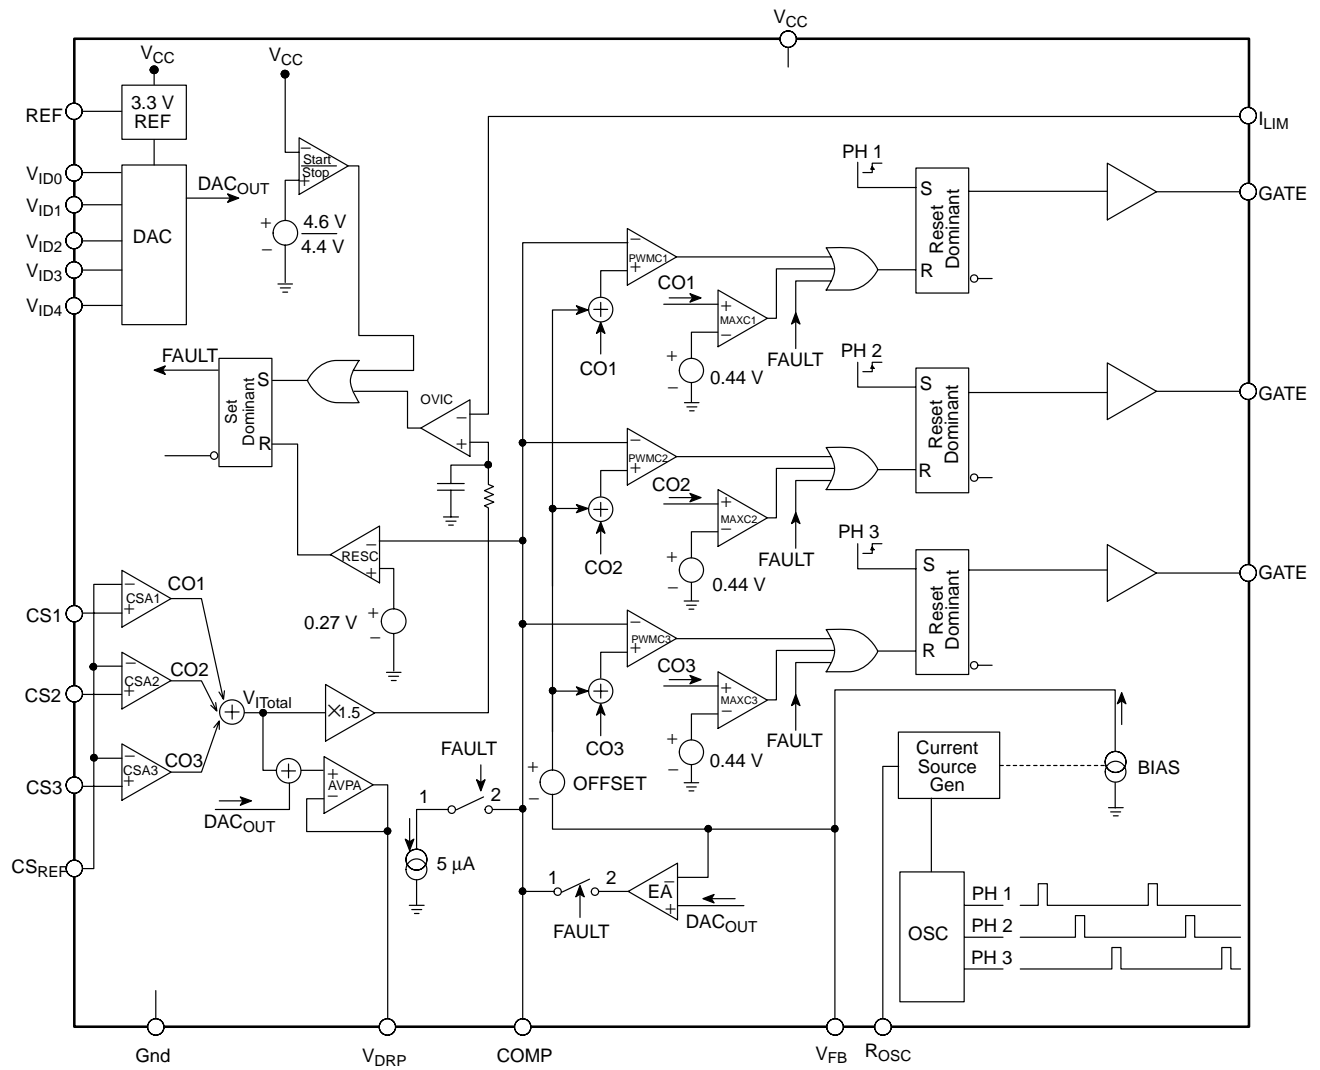 VCC
VCC
VCC
3.3 V
REF
REF
ILIM
VID0
VID1
VID2
VID3
VID4
DAC
DACOUT
Start
Stop
−
+
+
−
4.6 V
4.4 V
PH 1
S
R
Reset
Dominant
GATE
−
PWMC1
+
+
CO1
CO1
+
MAXC1
−
+
−
0.44 V
FAULT
FAULT
Set
Dominant
S
R
OVIC
−
+
PH 2
S
R
Reset
Dominant
GATE
−
PWMC2
+
+
CO2
CO2
+
MAXC2
−
+
−
0.44 V
FAULT
−
RESC
+
0.27 V
+
−
PH 3
S
R
Reset
Dominant
GATE
−
PWMC3
+
+
CO3
CO3
+
MAXC3
−
+
−
0.44 V
FAULT
CS1
−
CSA1
+
CO1
CS2
−
CSA2
+
CO2
CS3
−
CSA3
+
CO3
CSREF
+
VITotal
×1.5
+
DACOUT
+
AVPA
−
FAULT
1
2
5 µA
+
−
OFFSET
1
2
FAULT
EA
−
+
DACOUT
Current
Source
Gen
BIAS
OSC
PH 1
PH 2
PH 3
Gnd
VDRP
COMP
VFB
ROSC